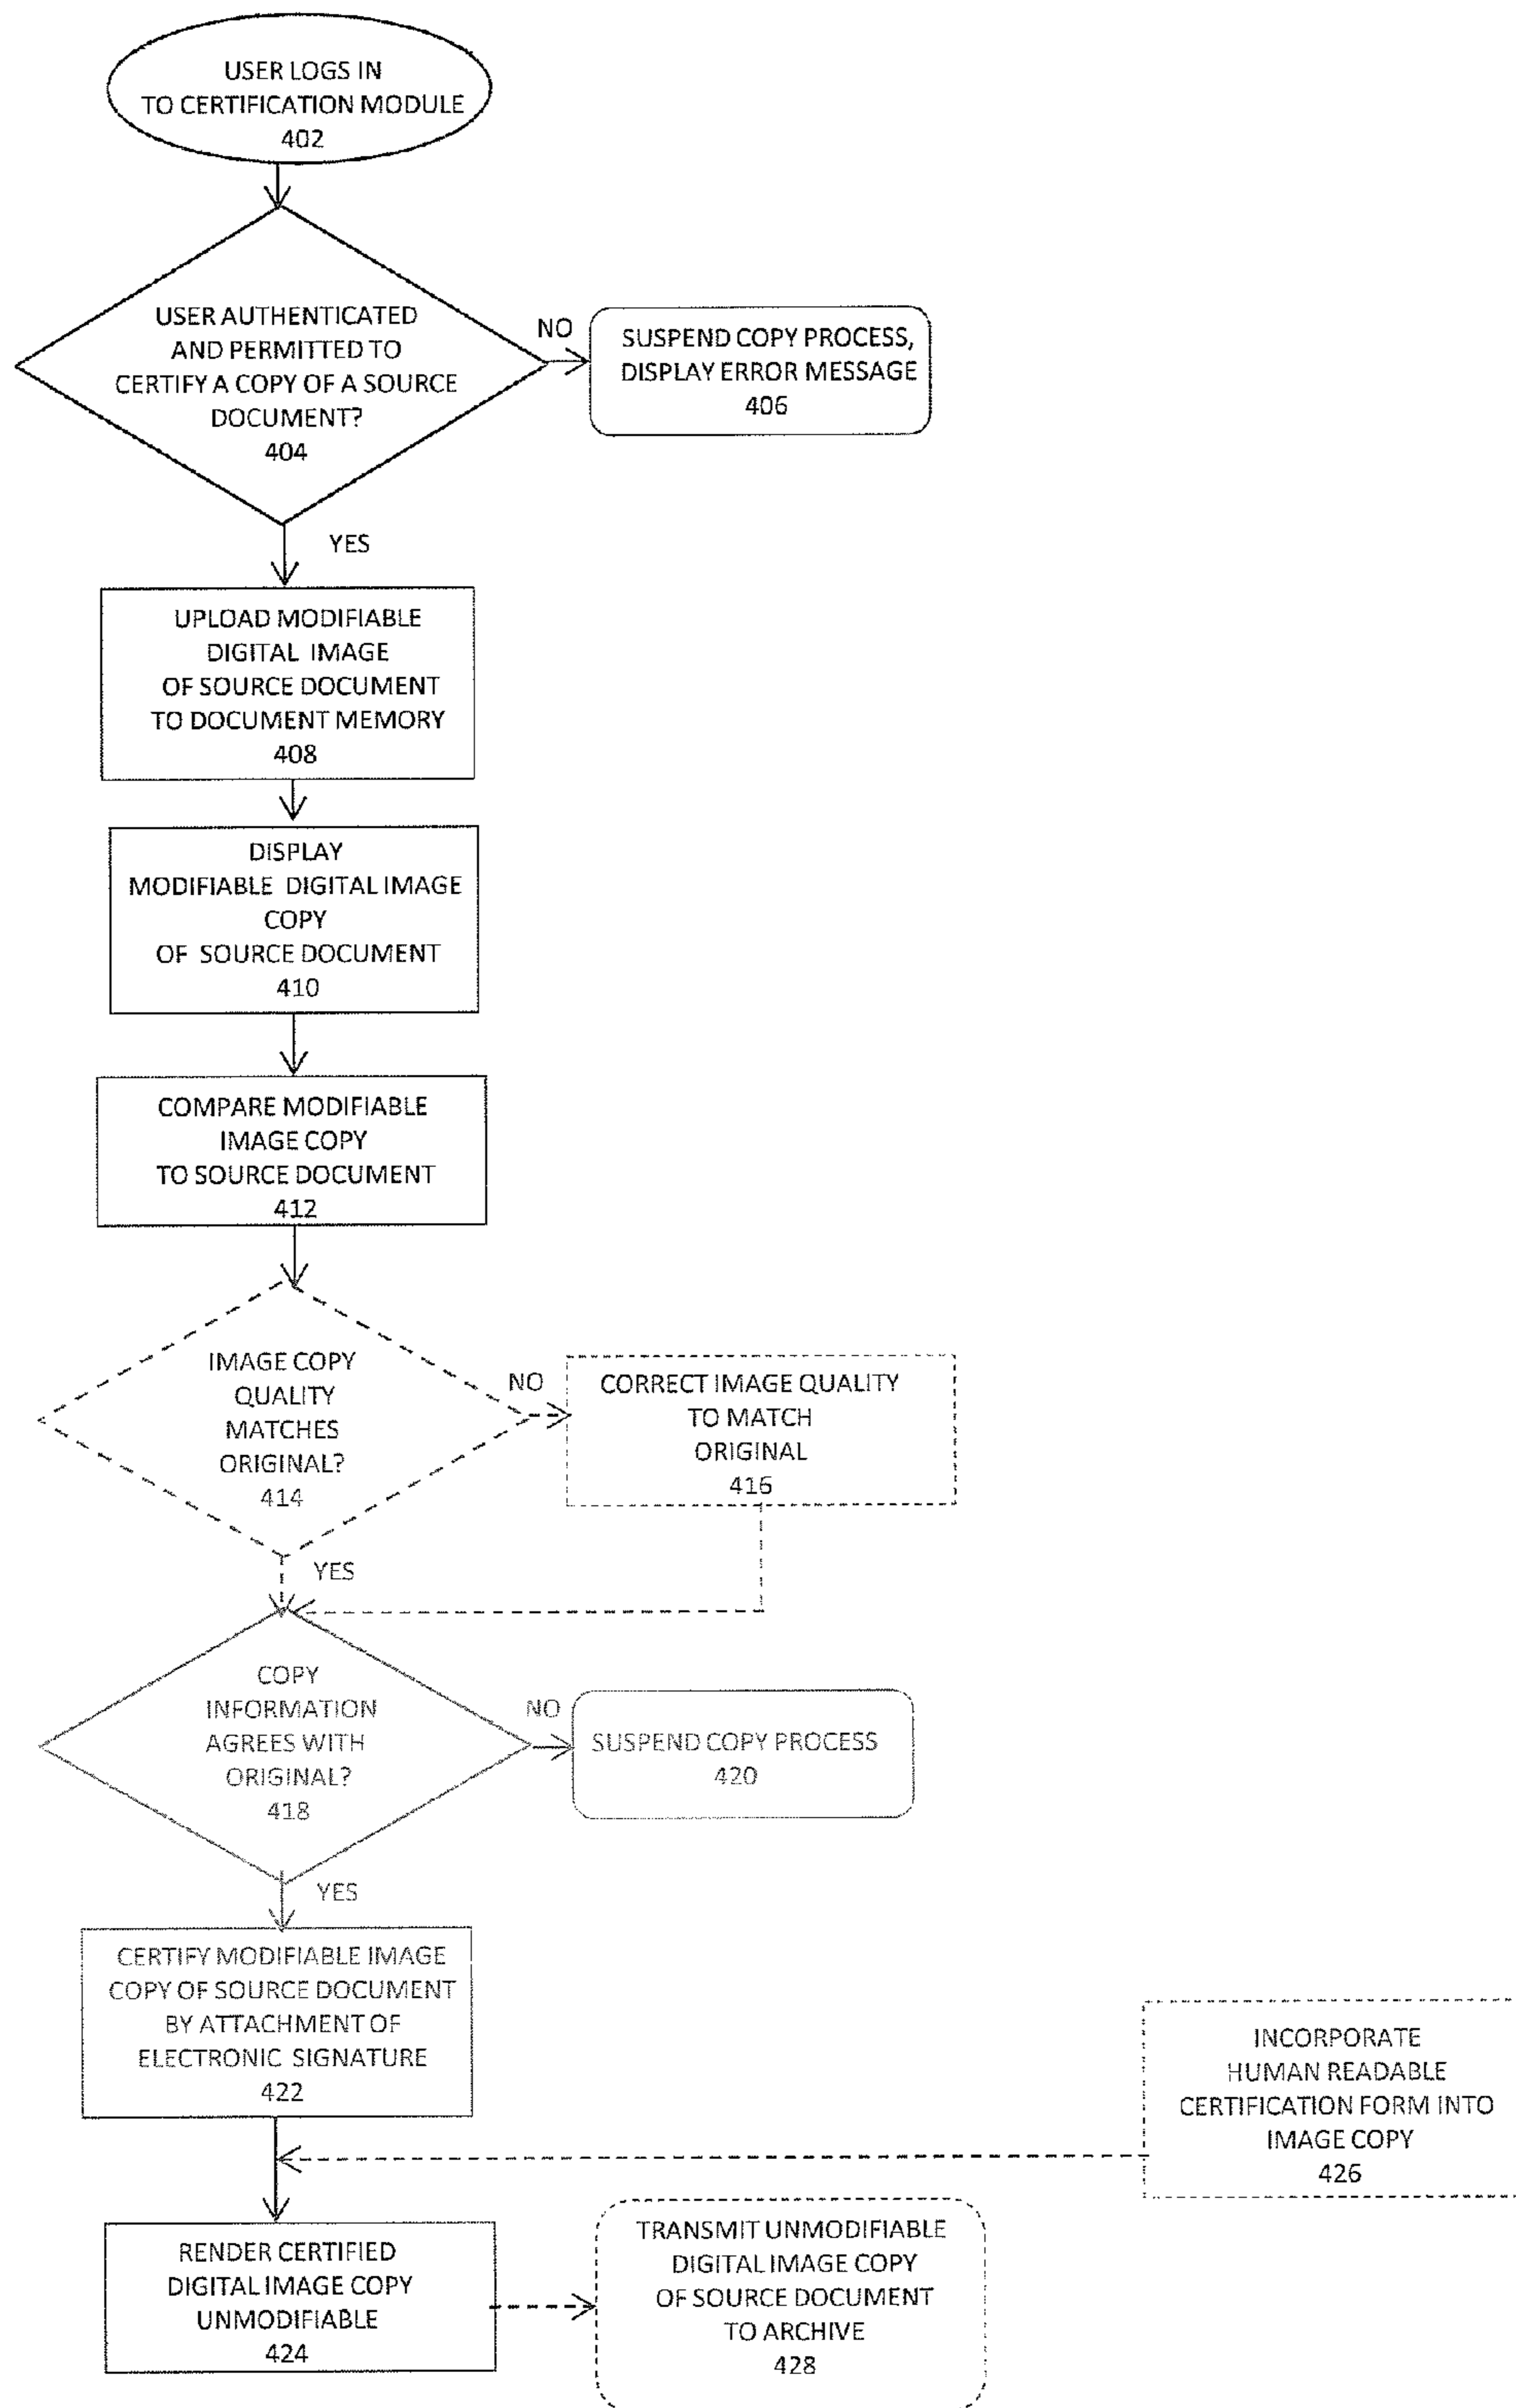 USER LOGS IN
TO CERTIFICATION MODULE
402
USER AUTHENTICATED
AND PERMITTED TO
CERTIFY A COPY OF A SOURCE
DOCUMENT?
404
NO
SUSPEND COPY PROCESS,
DISPLAY ERROR MESSAGE
406
YES
UPLOAD MODIFIABLE
DIGITAL IMAGE
OF SOURCE DOCUMENT
TO DOCUMENT MEMORY
408
DISPLAY
MODIFIABLE DIGITAL IMAGE
COPY
OF SOURCE DOCUMENT
410
COMPARE MODIFIABLE
IMAGE COPY
TO SOURCE DOCUMENT
412
IMAGE COPY
QUALITY
MATCHES
ORIGINAL?
414
NO
CORRECT IMAGE QUALITY
TO MATCH
ORIGINAL
416
YES
COPY
INFORMATION
AGREES WITH
ORIGINAL?
418
NO
SUSPEND COPY PROCESS
420
YES
CERTIFY MODIFIABLE IMAGE
COPY OF SOURCE DOCUMENT
BY ATTACHMENT OF
ELECTRONIC SIGNATURE
422
INCORPORATE
HUMAN READABLE
CERTIFICATION FORM INTO
IMAGE COPY
426
RENDER CERTIFIED
DIGITAL IMAGE COPY
UNMODIFIABLE
424
TRANSMIT UNMODIFIABLE
DIGITAL IMAGE COPY
OF SOURCE DOCUMENT
TO ARCHIVE
428